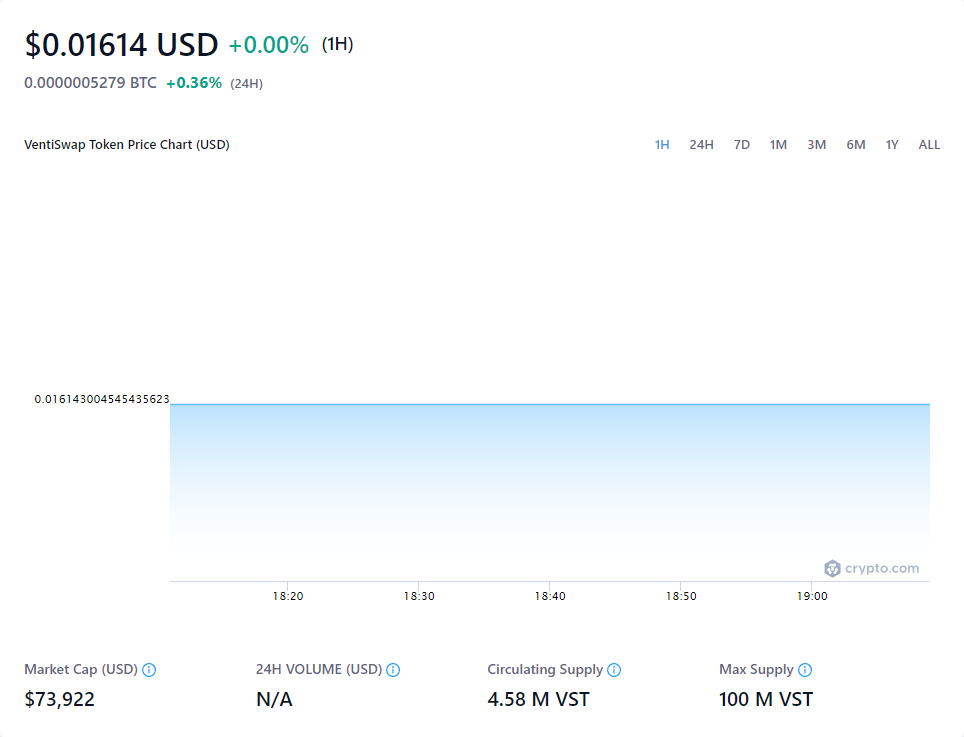 $0.01614 USD +0.00% (1H)
0.0000005279 BTC +0.36% (24H)
VentiSwap Token Price Chart (USD) 1H 24H 7D 1M 3M 6M 1Y ALL
0.016143004545435623
crypto.com
18:20 18:30 18:40 18:50 19:00
Market Cap (USD) 24H VOLUME (USD) Circulating Supply Max Supply
$73,922 N/A 4.58 M VST 100 M VST